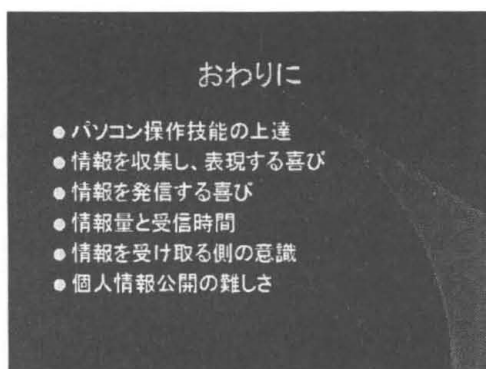 おわりに
● パソコン操作技能の上達
● 情報を収集し、表現する喜び
● 情報を発信する喜び
● 情報量と受信時間
● 情報を受け取る側の意識
● 個人情報公開の難しさ